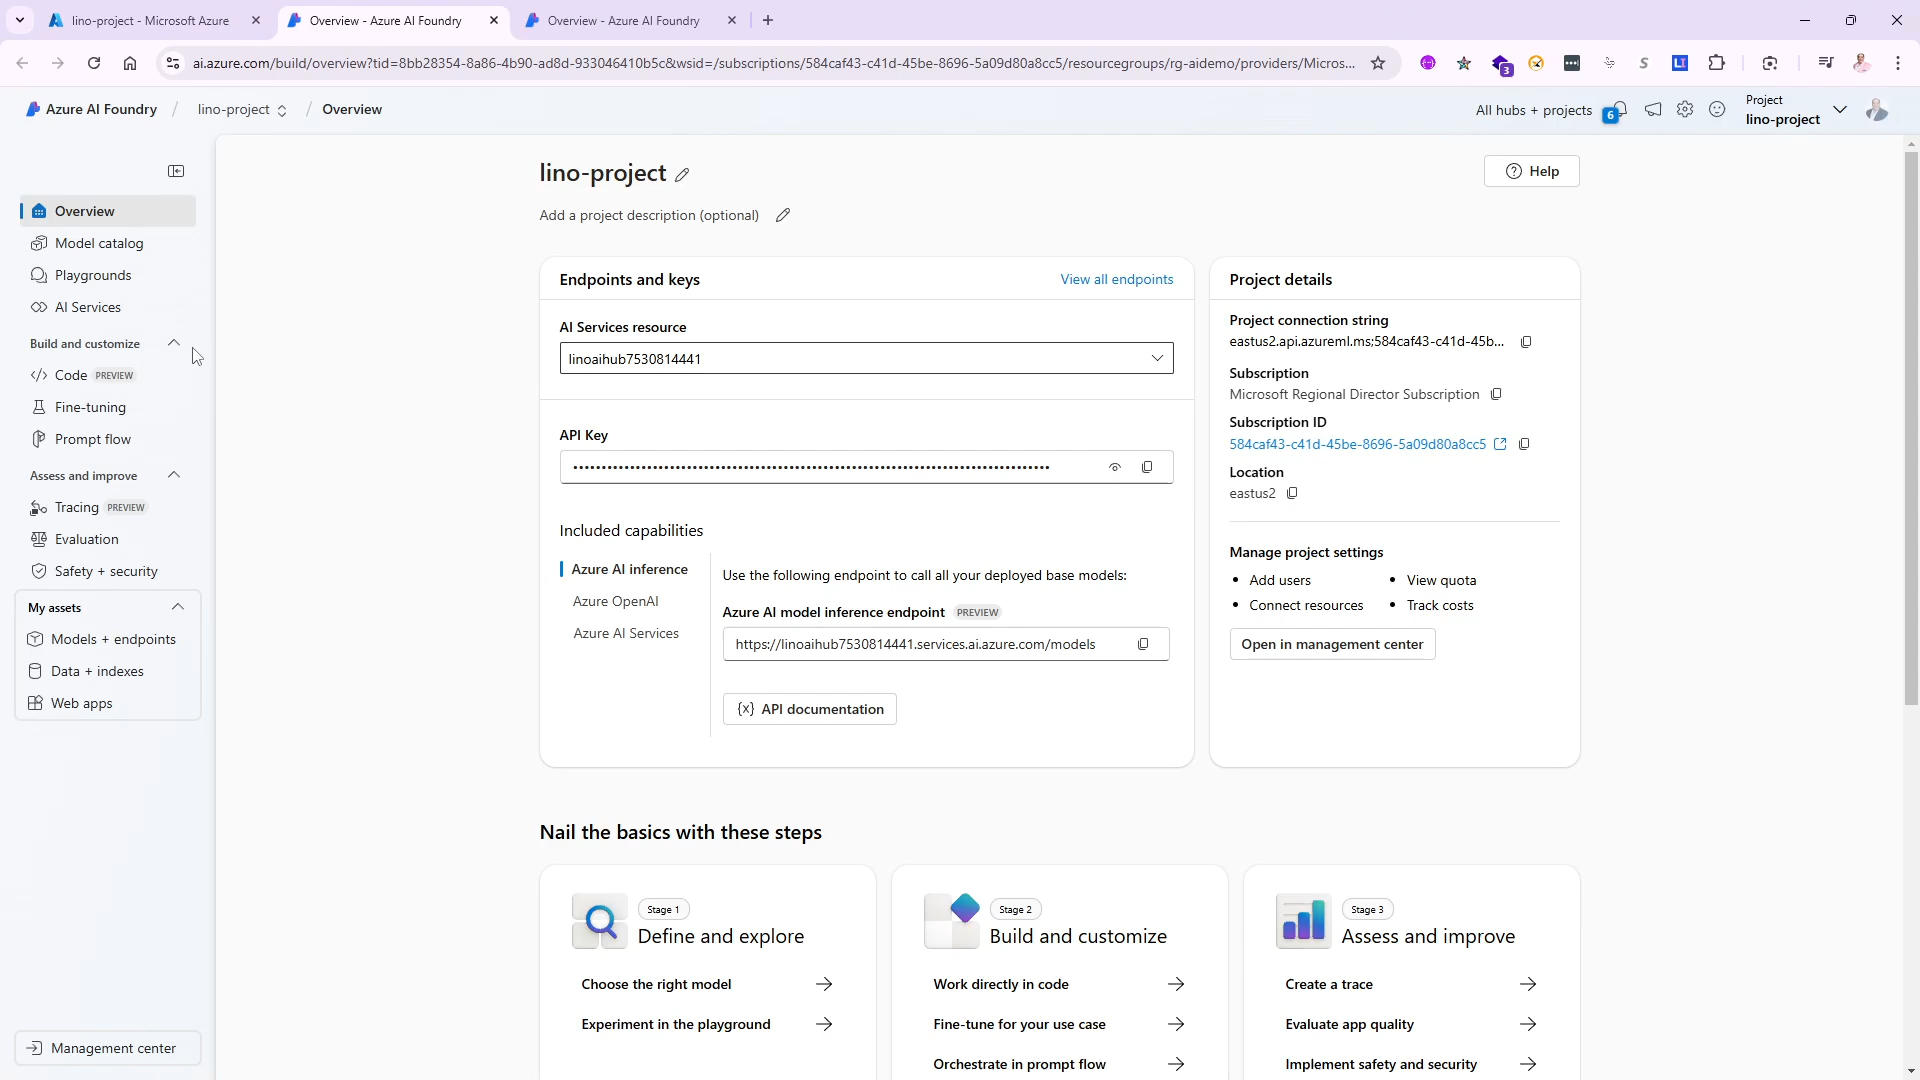 lino-project - Microsoft Azure
Overview - Azure AI Foundry
Overview - Azure AI Foundry
ai.azure.com/build/overview?tid=8bb28354-8a86-4b90-ad8d-933046410b5c&wsid=/subscriptions/584caf43-c41d-45be-8696-5a09d80a8cc5/resourcegroups/rg-aidemo/providers/Micros...
3
LT
Azure AI Foundry / lino-project / Overview
All hubs + projects
6
Project
lino-project
Overview
Model catalog
Playgrounds
AI Services
Build and customize
Code PREVIEW
Fine-tuning
Prompt flow
Assess and improve
Tracing PREVIEW
Evaluation
Safety + security
My assets
Models + endpoints
Data + indexes
Web apps
Management center
lino-project
Help
Add a project description (optional)
Endpoints and keys
View all endpoints
AI Services resource
linoaihub7530814441
API Key
Included capabilities
Azure AI inference
Azure OpenAI
Azure AI Services
Use the following endpoint to call all your deployed base models:
Azure AI model inference endpoint PREVIEW
https://linoaihub7530814441.services.ai.azure.com/models
{x} API documentation
Project details
Project connection string
eastus2.api.azureml.ms;584caf43-c41d-45b...
Subscription
Microsoft Regional Director Subscription
Subscription ID
584caf43-c41d-45be-8696-5a09d80a8cc5
Location
eastus2
Manage project settings
• Add users
• View quota
• Connect resources
• Track costs
Open in management center
Nail the basics with these steps
Stage 1
Define and explore
Choose the right model
Experiment in the playground
Stage 2
Build and customize
Work directly in code
Fine-tune for your use case
Orchestrate in prompt flow
Stage 3
Assess and improve
Create a trace
Evaluate app quality
Implement safety and security